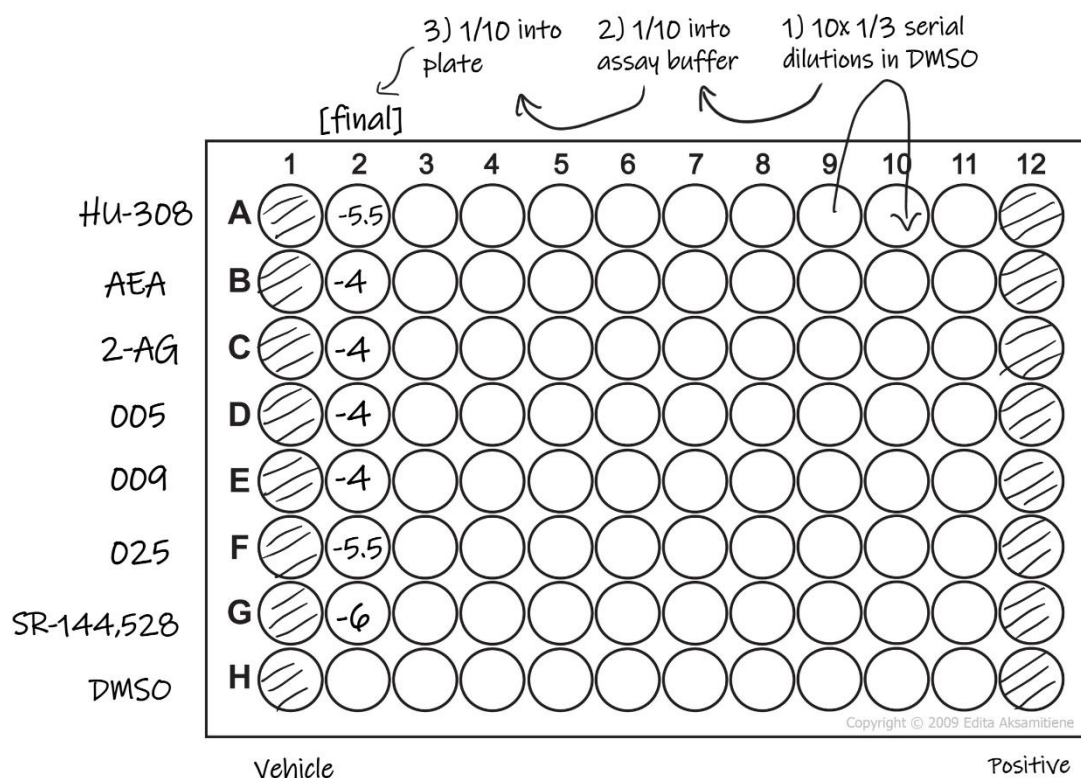 3) 1/10 into
plate
2) 1/10 into
assay buffer
1) 10x 1/3 serial
dilutions in DMSO
[final]
1 2 3 4 5 6 7 8 9 10 11 12
HU-308 A -5.5
AEA B -4
2-AG C -4
005 D -4
009 E -4
025 F -5.5
SR-144,528 G -6
DMSO H
Copyright © 2009 Edita Aksamitiene
Vehicle Positive